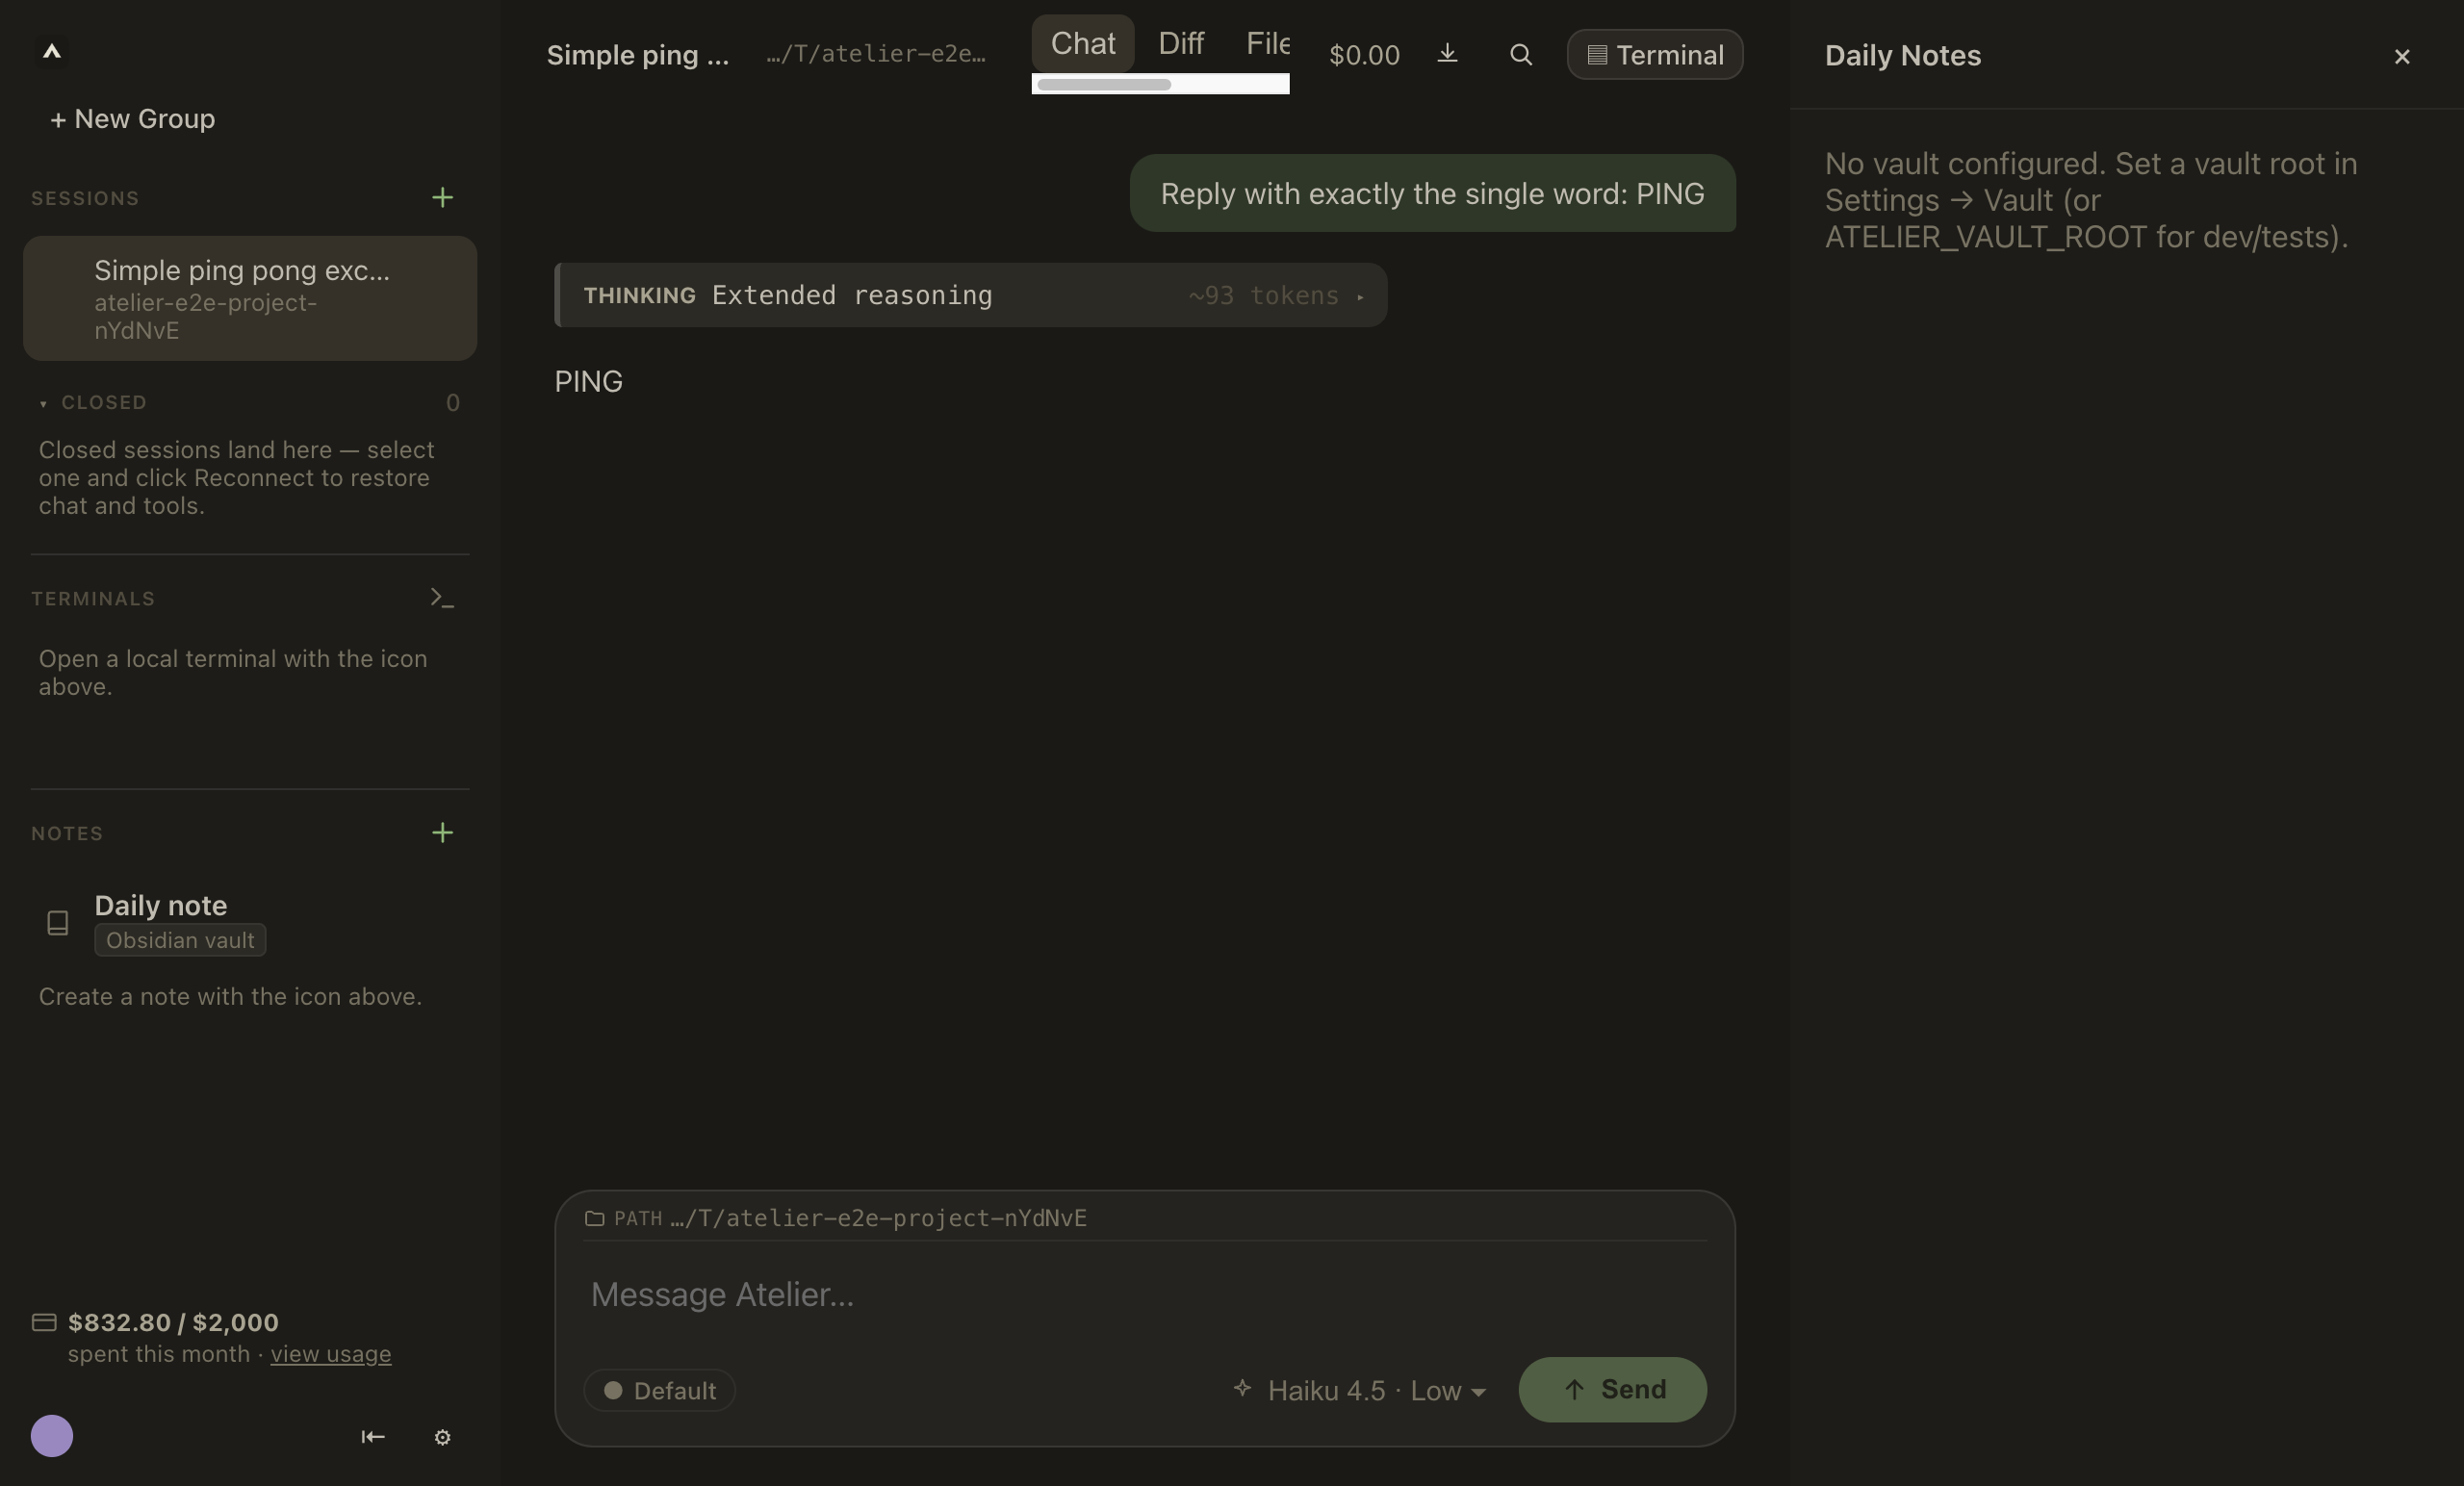 + New Group
SESSIONS
Simple ping pong exc...
atelier-e2e-project-
nYdNvE
CLOSED 0
Closed sessions land here — select
one and click Reconnect to restore
chat and tools.
TERMINALS
Open a local terminal with the icon
above.
NOTES
Daily note
Obsidian vault
Create a note with the icon above.
$832.80 / $2,000
spent this month · view usage
Simple ping ... …/T/atelier-e2e… Chat Diff File $0.00 Terminal
Reply with exactly the single word: PING
THINKING Extended reasoning ~93 tokens
PING
PATH …/T/atelier-e2e-project-nYdNvE
Message Atelier...
Default Haiku 4.5 · Low Send
Daily Notes
No vault configured. Set a vault root in
Settings → Vault (or
ATELIER_VAULT_ROOT for dev/tests).